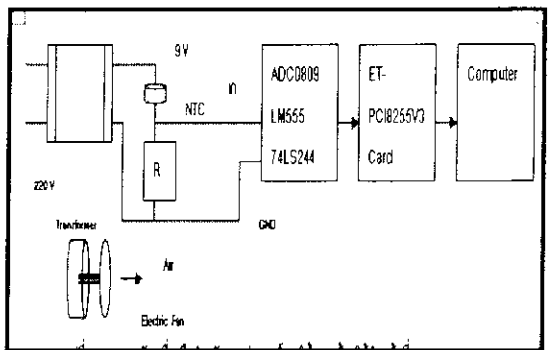 9V
NTC
in
ADC0809
LM555
74LS244
ET-
PCI8255V3
Card
Computer
R
220V
GND
Transformer
Air
Electric Fan